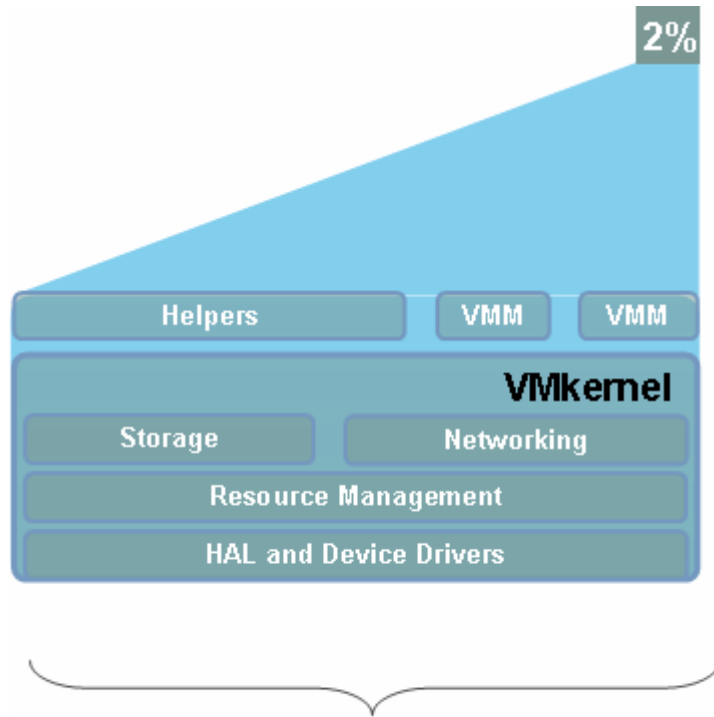 2%
Helpers VMM VMM
VMkernel
Storage Networking
Resource Management
HAL and Device Drivers